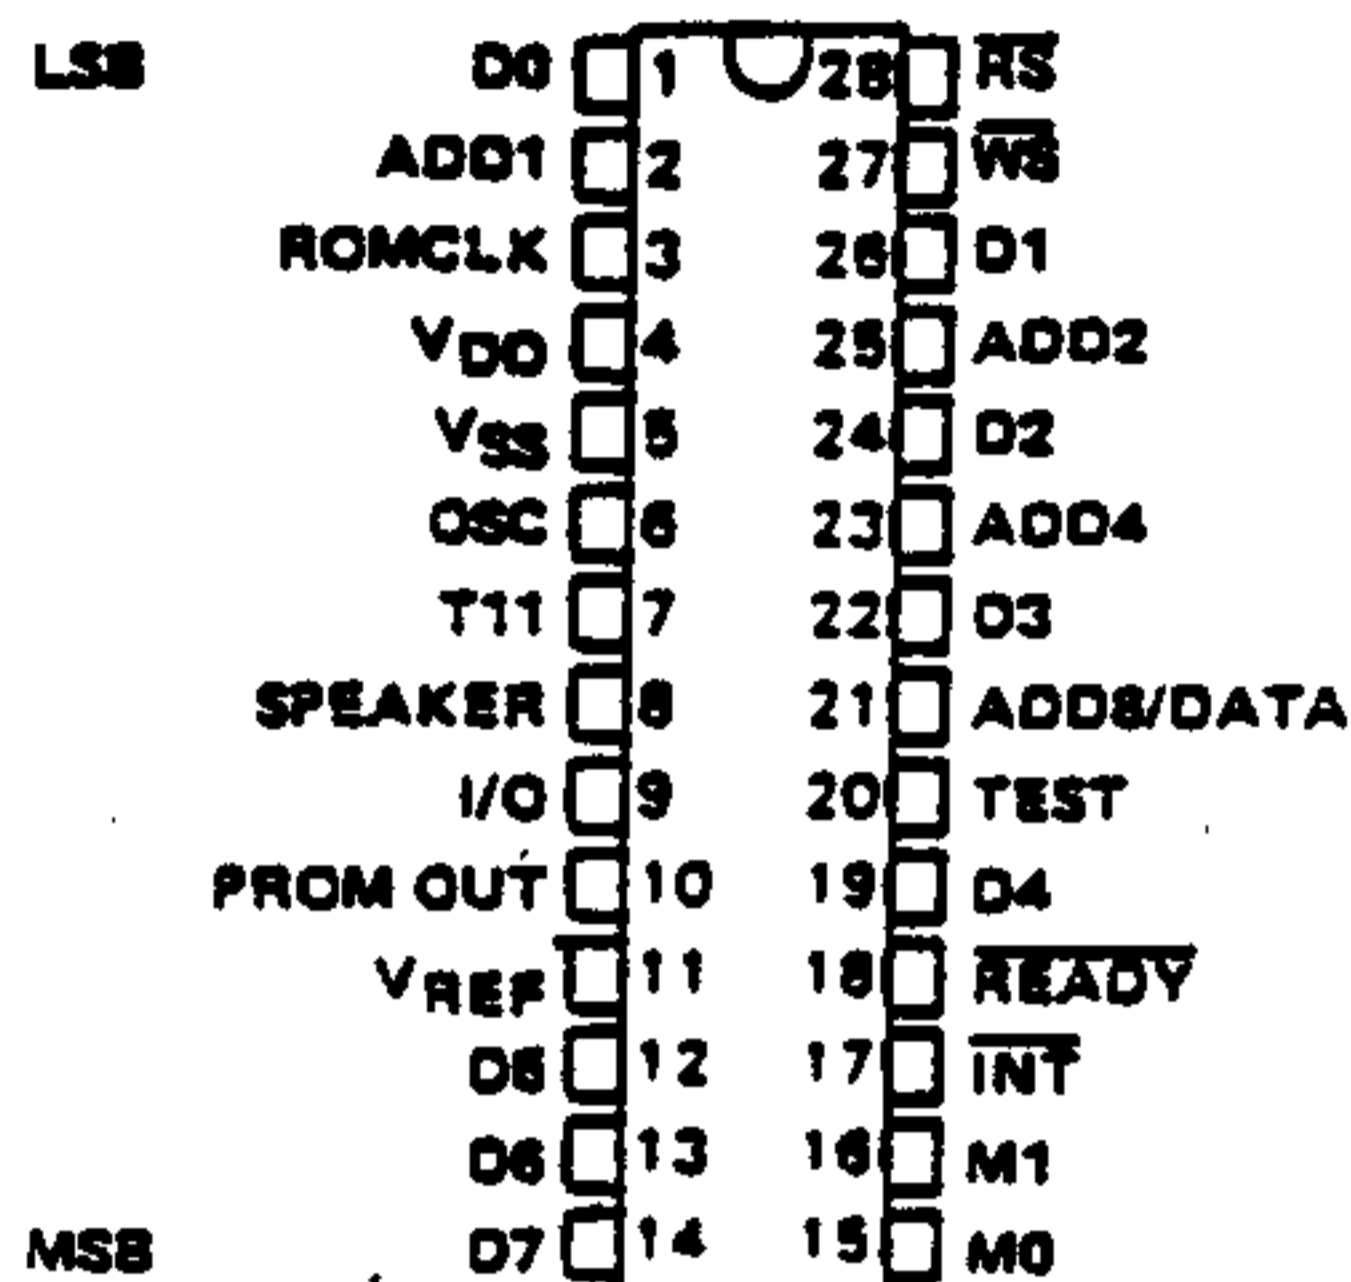 LSB D0 1 28 RS
ADD1 2 27 WS
ROMCLK 3 26 D1
VDD 4 25 ADD2
VSS 5 24 D2
OSC 6 23 ADD4
T11 7 22 D3
SPEAKER 8 21 ADD8/DATA
I/O 9 20 TEST
PROM OUT 10 19 D4
VREF 11 18 READY
D5 12 17 INT
D6 13 16 M1
MSB D7 14 15 M0